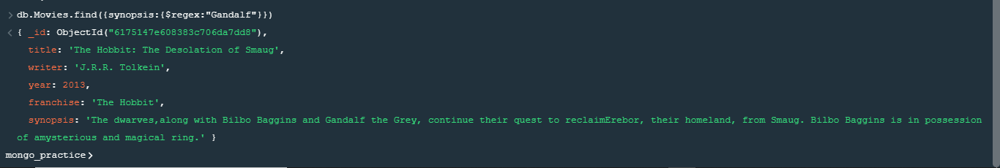 > db.Movies.find({synopsis:{$regex:"Gandalf"}})
< { _id: ObjectId("6175147e608383c706da7dd8"),
title: 'The Hobbit: The Desolation of Smaug',
writer: 'J.R.R. Tolkein',
year: 2013,
franchise: 'The Hobbit',
synopsis: 'The dwarves,along with Bilbo Baggins and Gandalf the Grey, continue their quest to reclaimErebor, their homeland, from Smaug. Bilbo Baggins is in possession
of amysterious and magical ring.' }
mongo_practice>